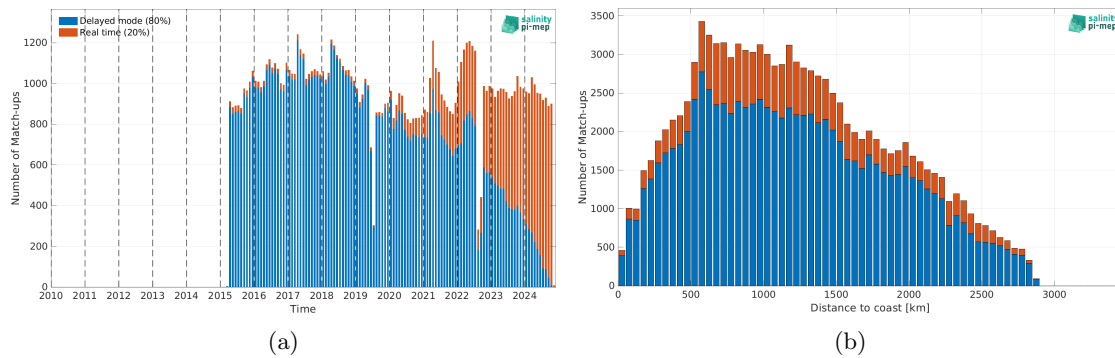 Delayed mode (80%)
Real time (20%)
salinity
pi-mep
Number of Match-ups
1200
1000
800
600
400
200
0
2010 2011 2012 2013 2014 2015 2016 2017 2018 2019 2020 2021 2022 2023 2024
Time
(a)
salinity
pi-mep
Number of Match-ups
3500
3000
2500
2000
1500
1000
500
0
0 500 1000 1500 2000 2500 3000
Distance to coast [km]
(b)